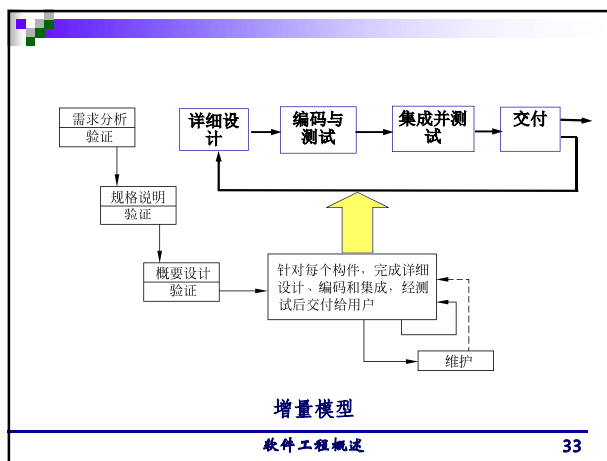 需求分析
验证
详细设
计
编码与
测试
集成并测
试
交付
规格说明
验证
概要设计
验证
针对每个构件，完成详细
设计、编码和集成，经测
试后交付给用户
维护
增量模型
软件工程概述
33